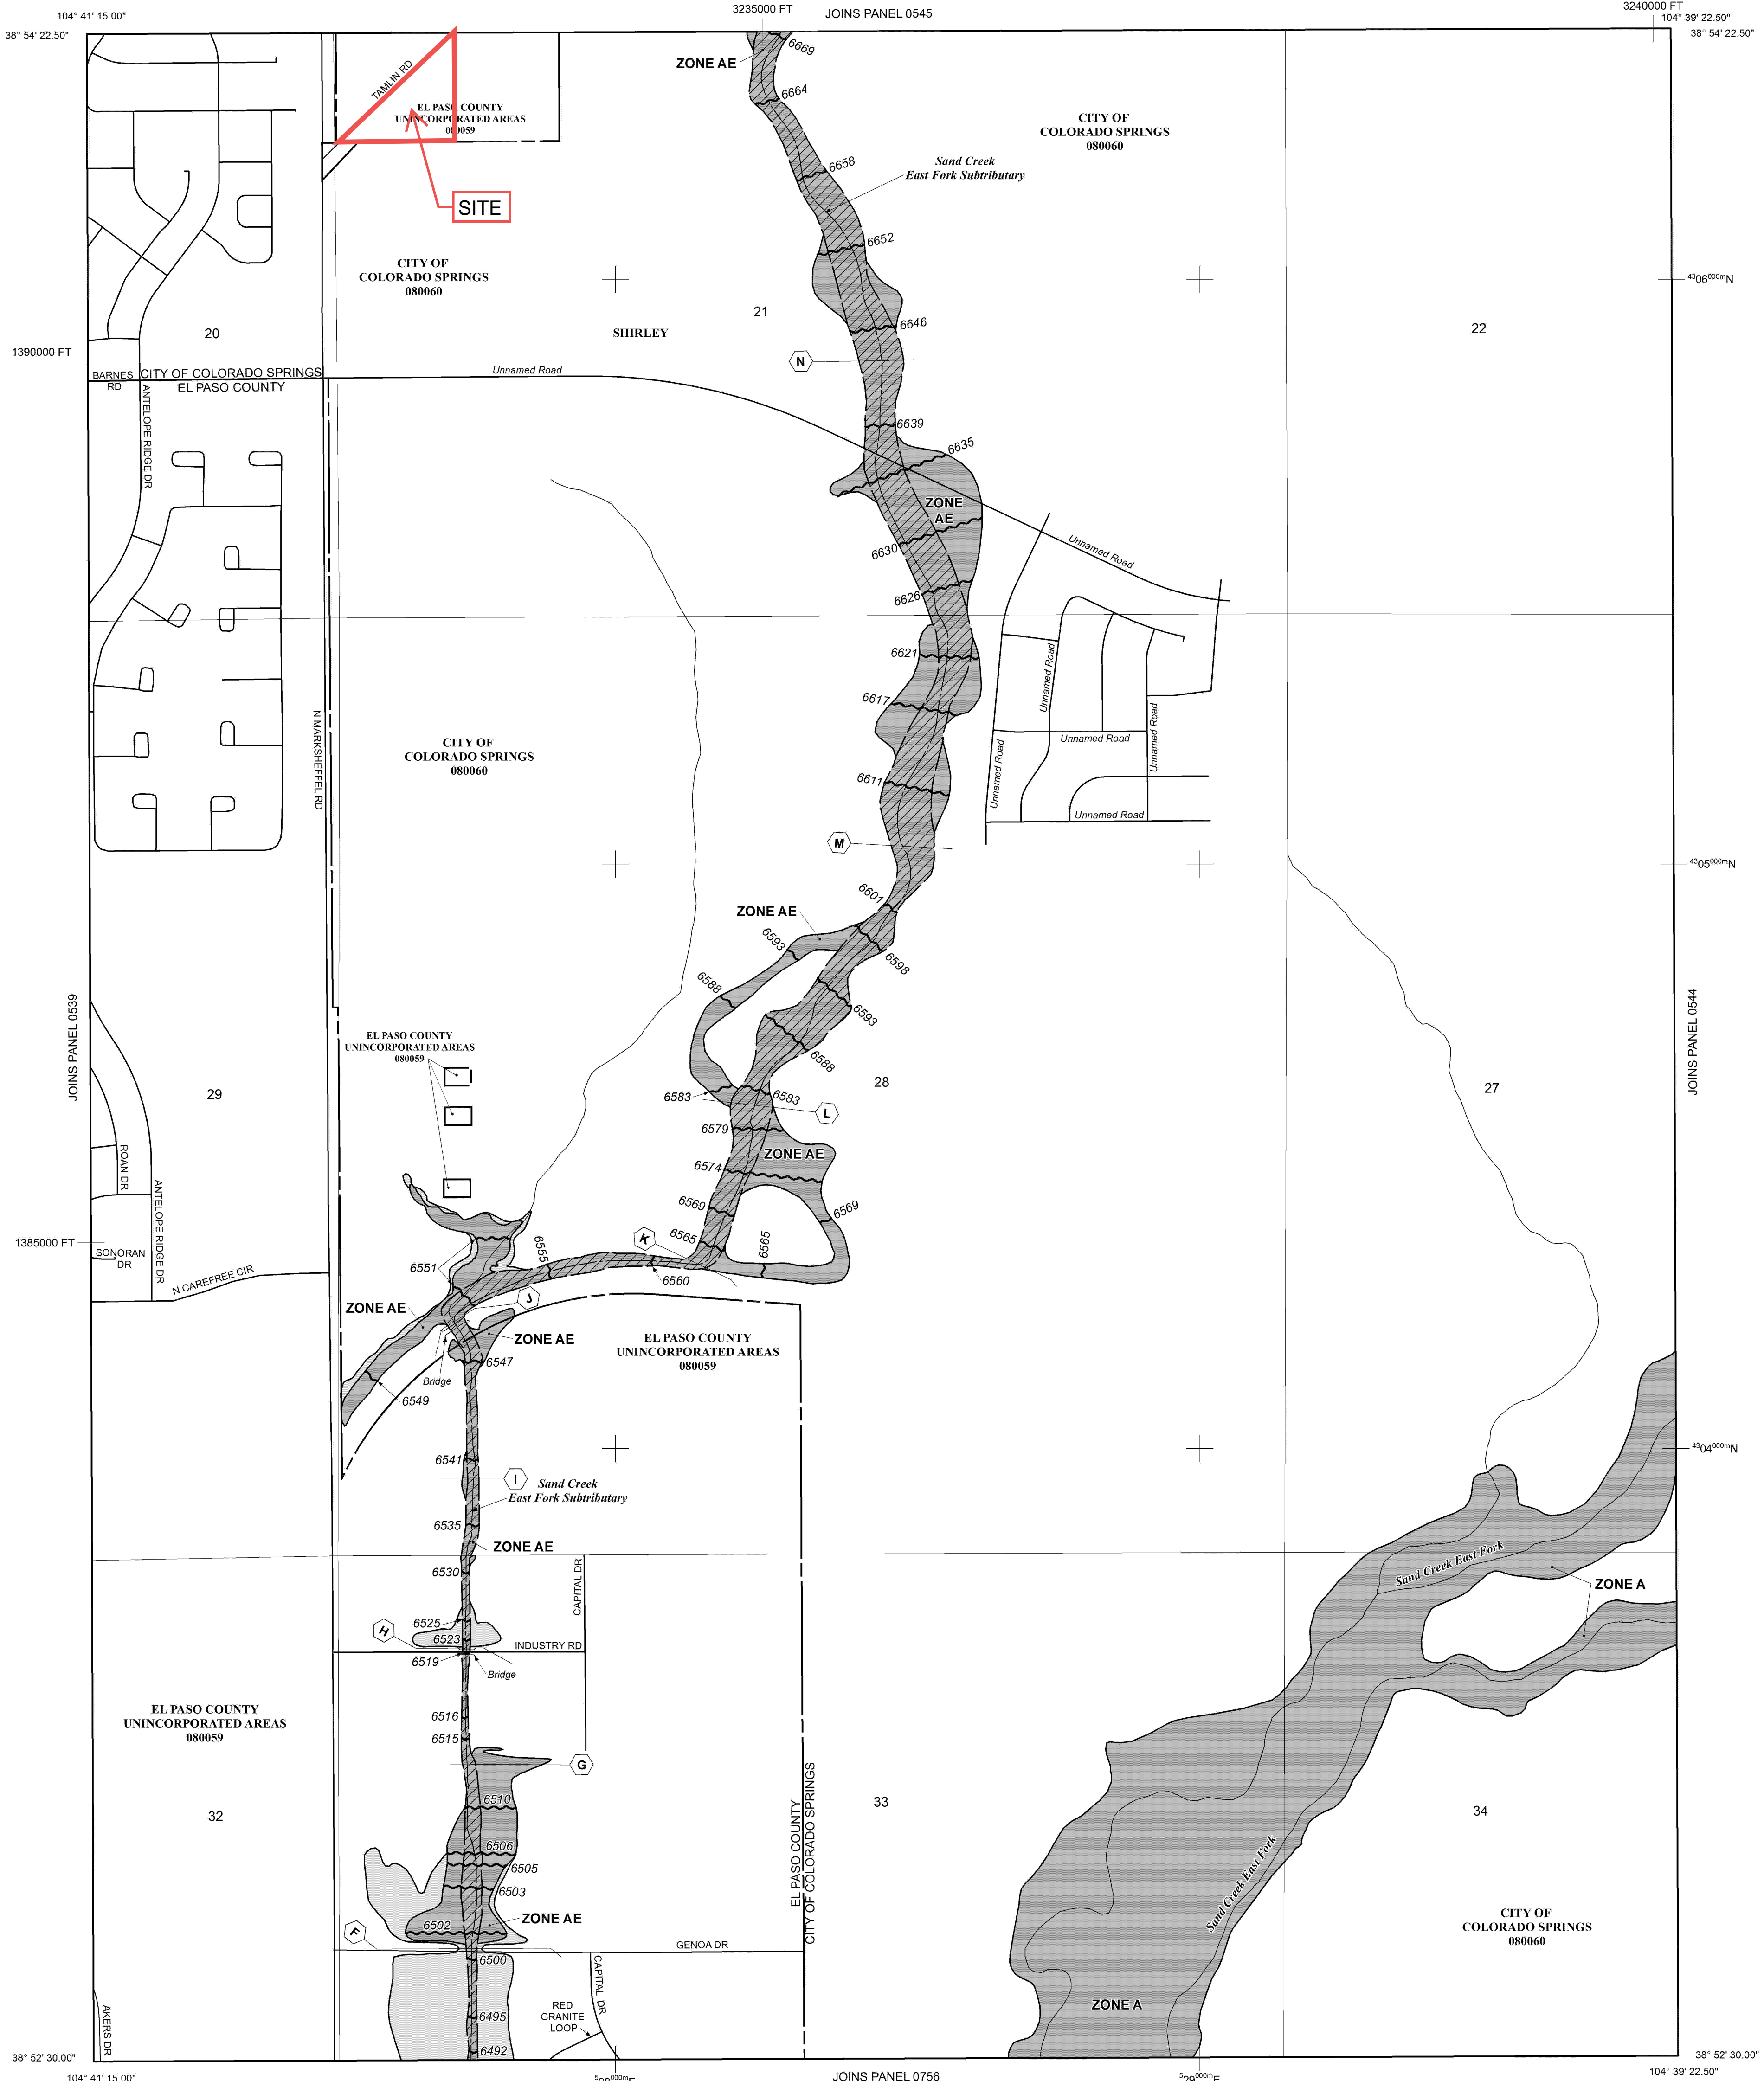 104° 41' 15.00"
3235000 FT
JOINS PANEL 0545
3240000 FT
104° 39' 22.50"
38° 54' 22.50"
38° 54' 22.50"
TAMLIN RD
EL PASO COUNTY
UNINCORPORATED AREAS
080059
SITE
ZONE AE
6669
6664
CITY OF
COLORADO SPRINGS
080060
6658
Sand Creek
East Fork Subtributary
6652
CITY OF
COLORADO SPRINGS
080060
4306000mN
21
6646
22
20
SHIRLEY
1390000 FT
N
BARNES
RD
CITY OF COLORADO SPRINGS
EL PASO COUNTY
Unnamed Road
ANTELOPE RIDGE DR
6639
6635
ZONE
AE
6630
Unnamed Road
6626
6621
Unnamed Road
6617
N MARKSHEFFEL RD
CITY OF
COLORADO SPRINGS
080060
Unnamed Road
Unnamed Road
Unnamed Road
6611
Unnamed Road
M
4305000mN
6601
ZONE AE
6593
6598
6588
6593
JOINS PANEL 0539
JOINS PANEL 0544
EL PASO COUNTY
UNINCORPORATED AREAS
080059
6588
28
29
27
6583
6583
L
6579
ZONE AE
6574
ROAN DR
ANTELOPE RIDGE DR
6569
6569
1385000 FT
K
6565
6565
SONORAN
DR
6555
6551
6560
N CAREFREE CIR
J
ZONE AE
ZONE AE
EL PASO COUNTY
UNINCORPORATED AREAS
080059
6547
Bridge
6549
4304000mN
6541
I
Sand Creek
East Fork Subtributary
6535
ZONE AE
Sand Creek East Fork
6530
CAPITAL DR
ZONE A
6525
H
6523
INDUSTRY RD
6519
Bridge
EL PASO COUNTY
UNINCORPORATED AREAS
080059
6516
6515
G
EL PASO COUNTY
CITY OF COLORADO SPRINGS
6510
33
34
32
6506
6505
Sand Creek East Fork
6503
ZONE AE
6502
F
CITY OF
COLORADO SPRINGS
080060
GENOA DR
6500
CAPITAL DR
AKERS DR
RED
GRANITE
LOOP
6495
ZONE A
6492
38° 52' 30.00"
38° 52' 30.00"
104° 41' 15.00"
JOINS PANEL 0756
104° 39' 22.50"